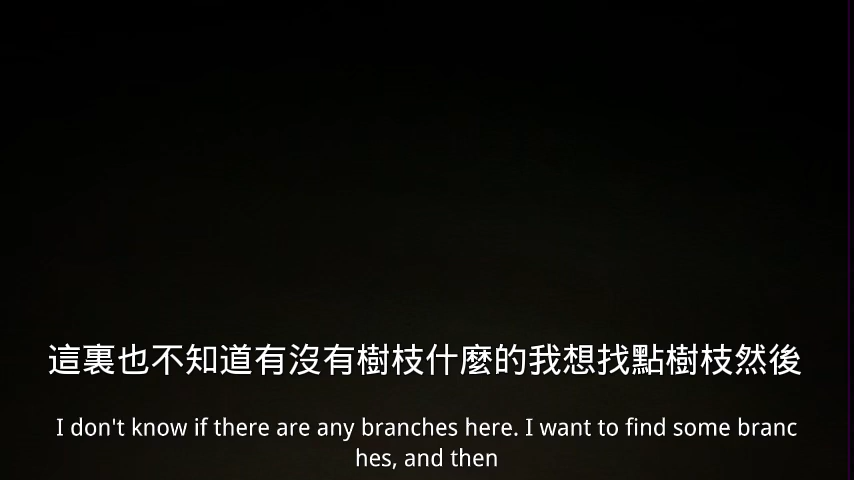 這裏也不知道有沒有樹枝什麼的我想找點樹枝然後
I don't know if there are any branches here. I want to find some branc
hes, and then